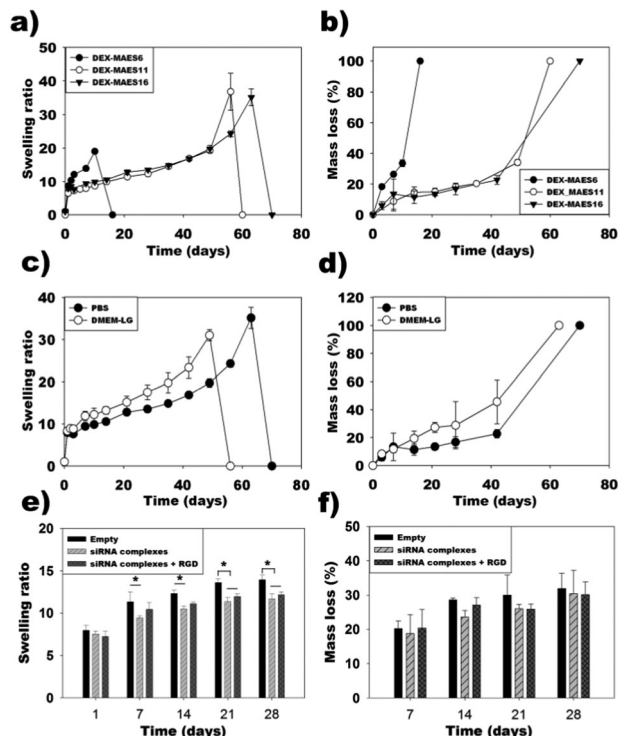 a)
50
40
30
20
10
0
Swelling ratio
DEX-MAES6
DEX-MAES11
DEX-MAES16
0 20 40 60 80
Time (days)
b)
120
100
80
60
40
20
0
Mass loss (%)
DEX-MAES6
DEX_MAES11
DEX-MAES16
0 20 40 60 80
Time (days)
c)
40
30
20
10
0
Swelling ratio
PBS
DMEM-LG
0 20 40 60 80
Time (days)
d)
120
100
80
60
40
20
0
Mass loss (%)
PBS
DMEM-LG
0 20 40 60 80
Time (days)
e)
20
15
10
5
0
Swelling ratio
Empty
siRNA complexes
siRNA complexes + RGD
* * * *
1 7 14 21 28
Time (days)
f)
50
40
30
20
10
0
Mass loss (%)
Empty
siRNA complexes
siRNA complexes + RGD
7 14 21 28
Time (days)